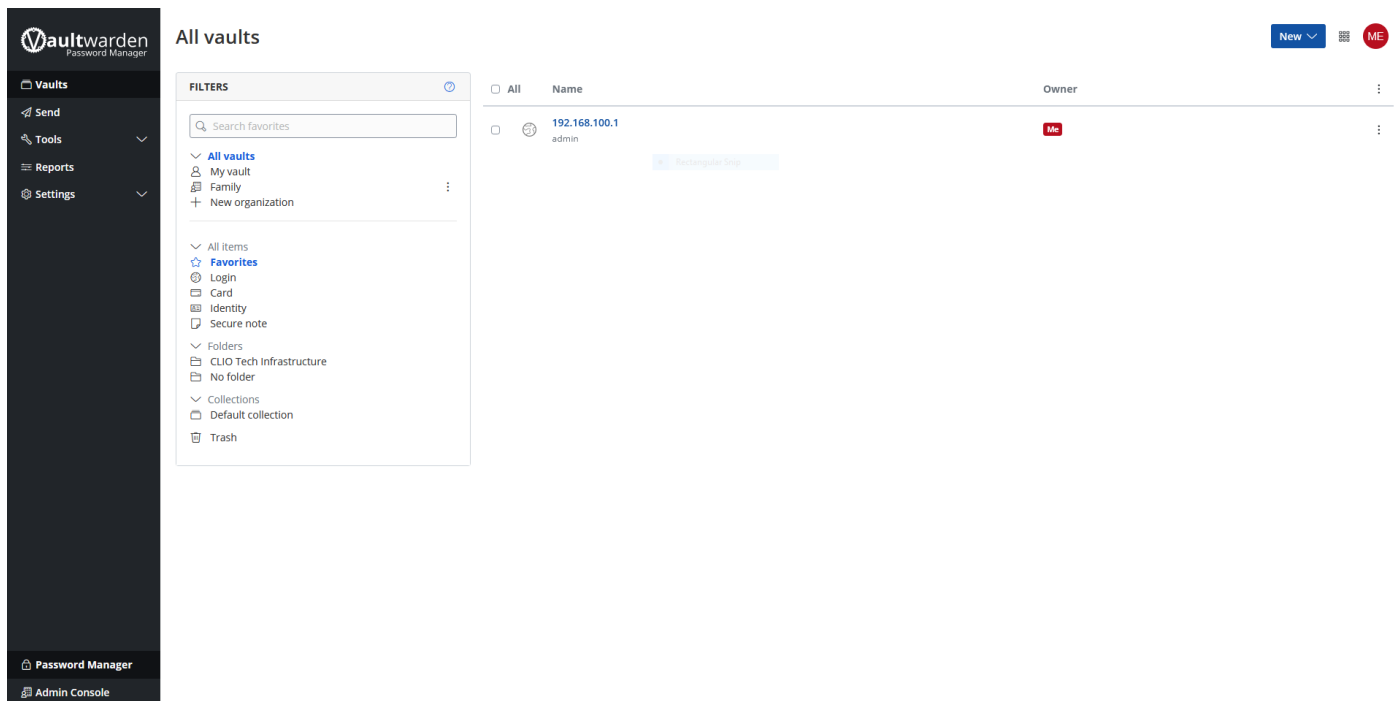 Vaultwarden
Password Manager
All vaults
New
ME
Vaults
Send
Tools
Reports
Settings
FILTERS
Search favorites
All vaults
My vault
Family
New organization
All items
Favorites
Login
Card
Identity
Secure note
Folders
CLIO Tech Infrastructure
No folder
Collections
Default collection
Trash
All Name Owner
192.168.100.1 Me
admin
Rectangular Snip
Password Manager
Admin Console